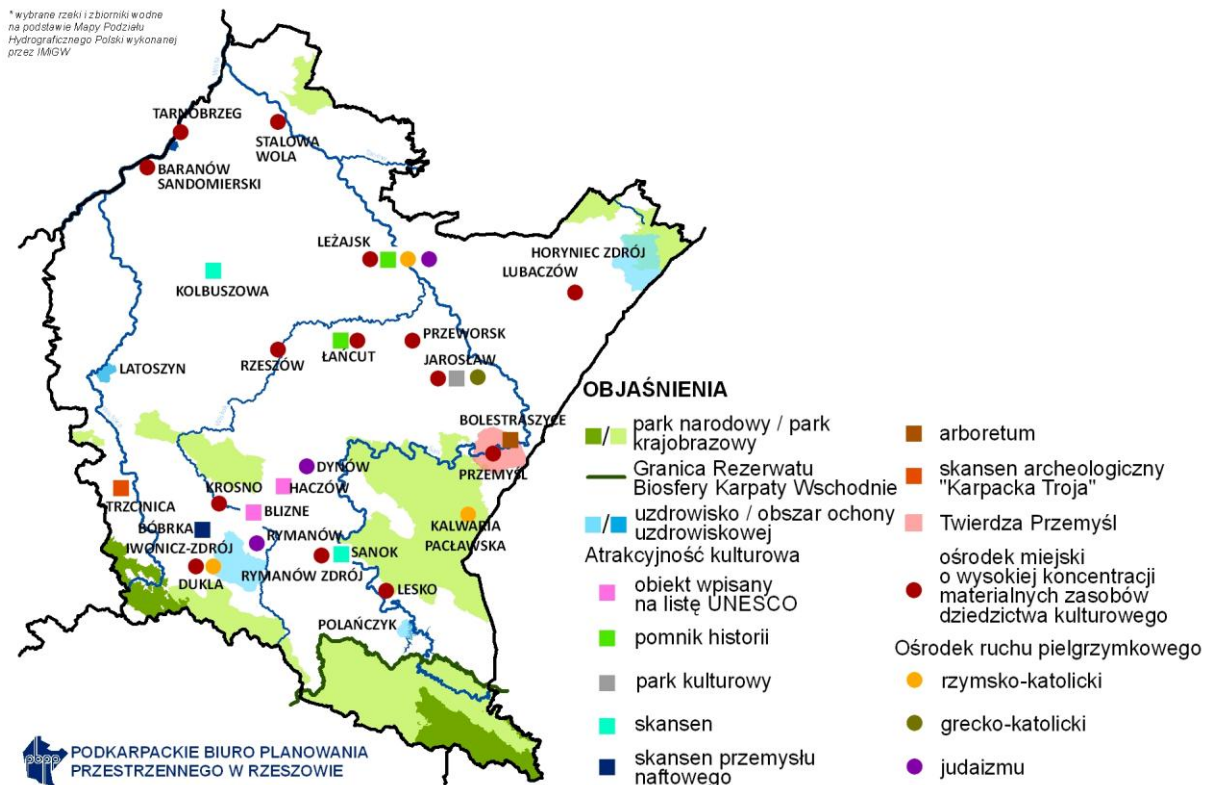 * wybrane rzeki i zbiorniki wodne
na podstawie Mapy Podziału
Hydrograficznego Polski wykonanej
przez IMiGW
TARNOBRZEG
STALOWA
WOLA
BARANÓW
SANDOMIERSKI
LEŻAJSK
HORYNIEC ZDRÓJ
LUBACZÓW
KOLBUSZOWA
PRZEWORSK
RZESZÓW
ŁAŃCUT
JAROSŁAW
LATOSZYN
BOLESTRASZYCE
PRZEMYŚL
DYNÓW
KROSNO
HACZÓW
TRZCINICA
BLIZNE
KALWARIA
PACŁAWSKA
BÓBRKA
RYMANÓW
IWONICZ-ZDRÓJ
SANOK
DUKLA
RYMANÓW ZDRÓJ
LESKO
POLAŃCZYK
OBJAŚNIENIA
park narodowy / park
krajobrazowy
Granica Rezerwatu
Biosfery Karpaty Wschodnie
uzdrowisko / obszar ochony
uzdrowiskowej
Atrakcyjność kulturowa
obiekt wpisany
na listę UNESCO
pomnik historii
park kulturowy
skansen
skansen przemysłu
naftowego
arboretum
skansen archeologiczny
"Karpacka Troja"
Twierdza Przemyśl
ośrodek miejski
o wysokiej koncentracji
materialnych zasobów
dziedzictwa kulturowego
Ośrodek ruchu pielgrzymkowego
rzymsko-katolicki
grecko-katolicki
judaizmu
pbpp
PODKARPACKIE BIURO PLANOWANIA
PRZESTRZENNEGO W RZESZOWIE